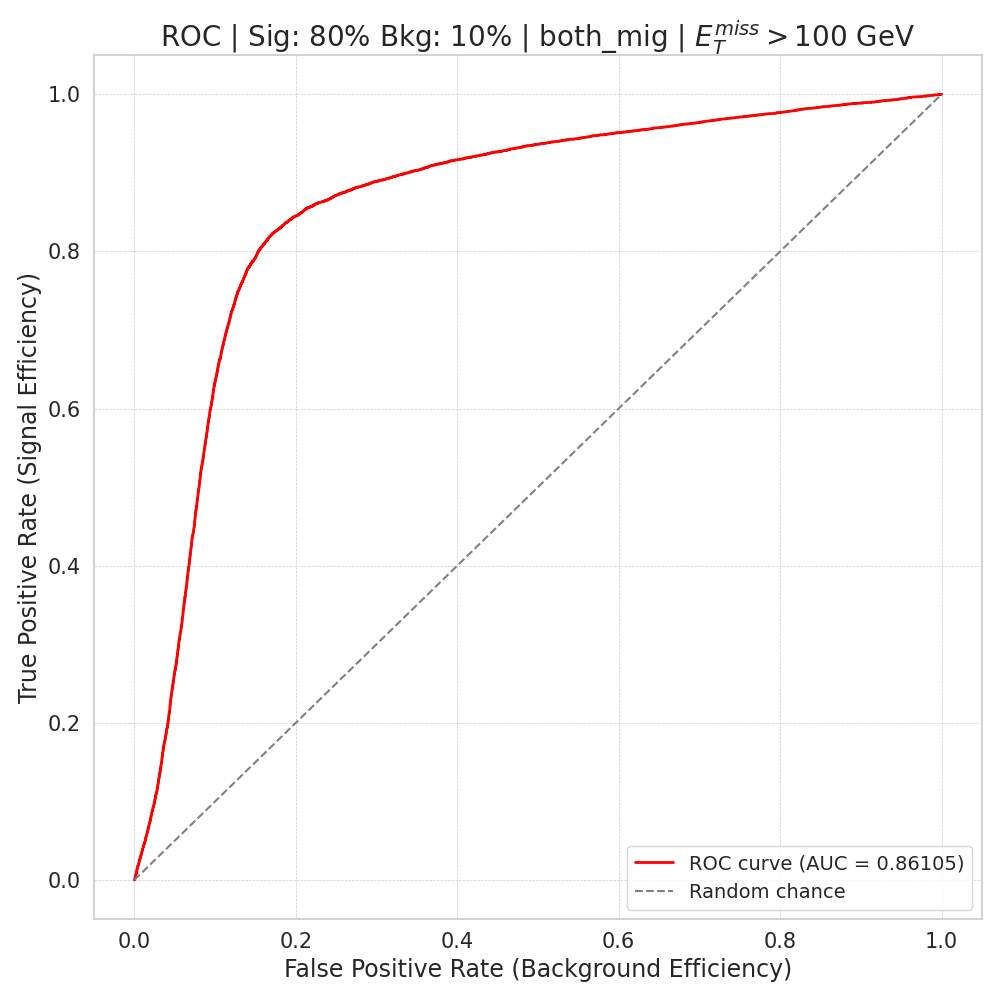 ROC | Sig: 80% Bkg: 10% | both_mig | $E_T^{miss} > 100$ GeV
1.0
0.8
0.6
0.4
0.2
0.0
True Positive Rate (Signal Efficiency)
ROC curve (AUC = 0.86105)
Random chance
0.0 0.2 0.4 0.6 0.8 1.0
False Positive Rate (Background Efficiency)